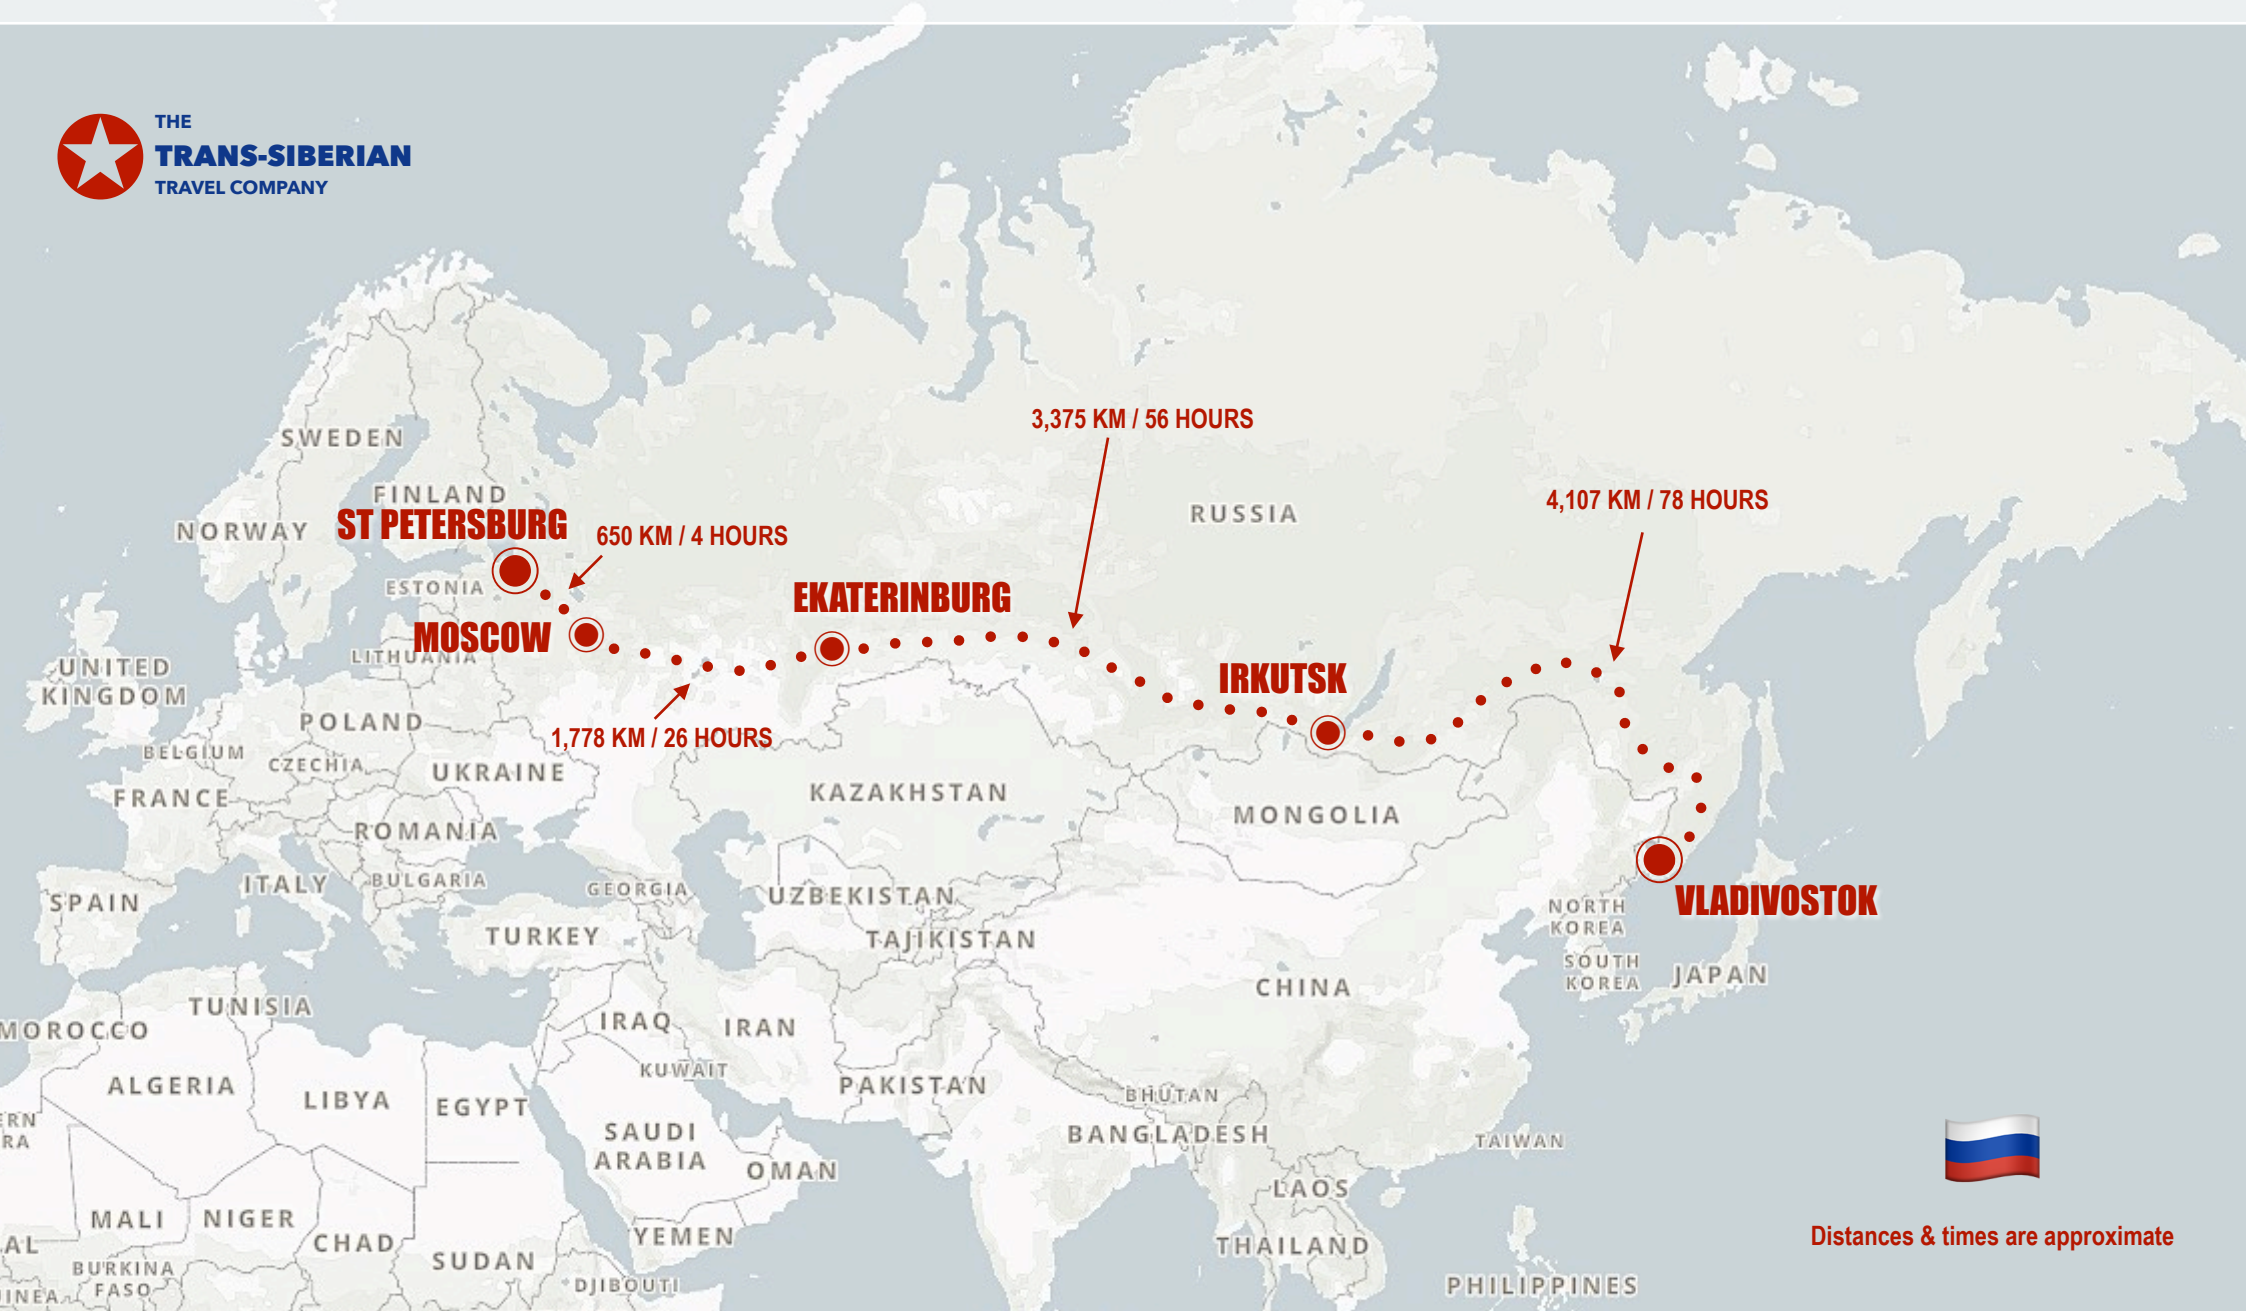 THE
TRANS-SIBERIAN
TRAVEL COMPANY
3,375 KM / 56 HOURS
SWEDEN
FINLAND
RUSSIA
4,107 KM / 78 HOURS
NORWAY
ST PETERSBURG
650 KM / 4 HOURS
ESTONIA
EKATERINBURG
MOSCOW
LITHUANIA
UNITED
KINGDOM
IRKUTSK
POLAND
1,778 KM / 26 HOURS
BELGIUM
CZECHIA
UKRAINE
KAZAKHSTAN
FRANCE
MONGOLIA
ROMANIA
ITALY
BULGARIA
GEORGIA
UZBEKISTAN
SPAIN
VLADIVOSTOK
NORTH
KOREA
TURKEY
TAJIKISTAN
SOUTH
KOREA
JAPAN
CHINA
TUNISIA
MOROCCO
IRAQ
IRAN
KUWAIT
ALGERIA
LIBYA
EGYPT
PAKISTAN
BHUTAN
ERN
RA
SAUDI
ARABIA
OMAN
BANGLADESH
TAIWAN
LAOS
MALI
NIGER
CHAD
YEMEN
AL
SUDAN
THAILAND
Distances & times are approximate
BURKINA
FASO
INEA
DJIBOUTI
PHILIPPINES